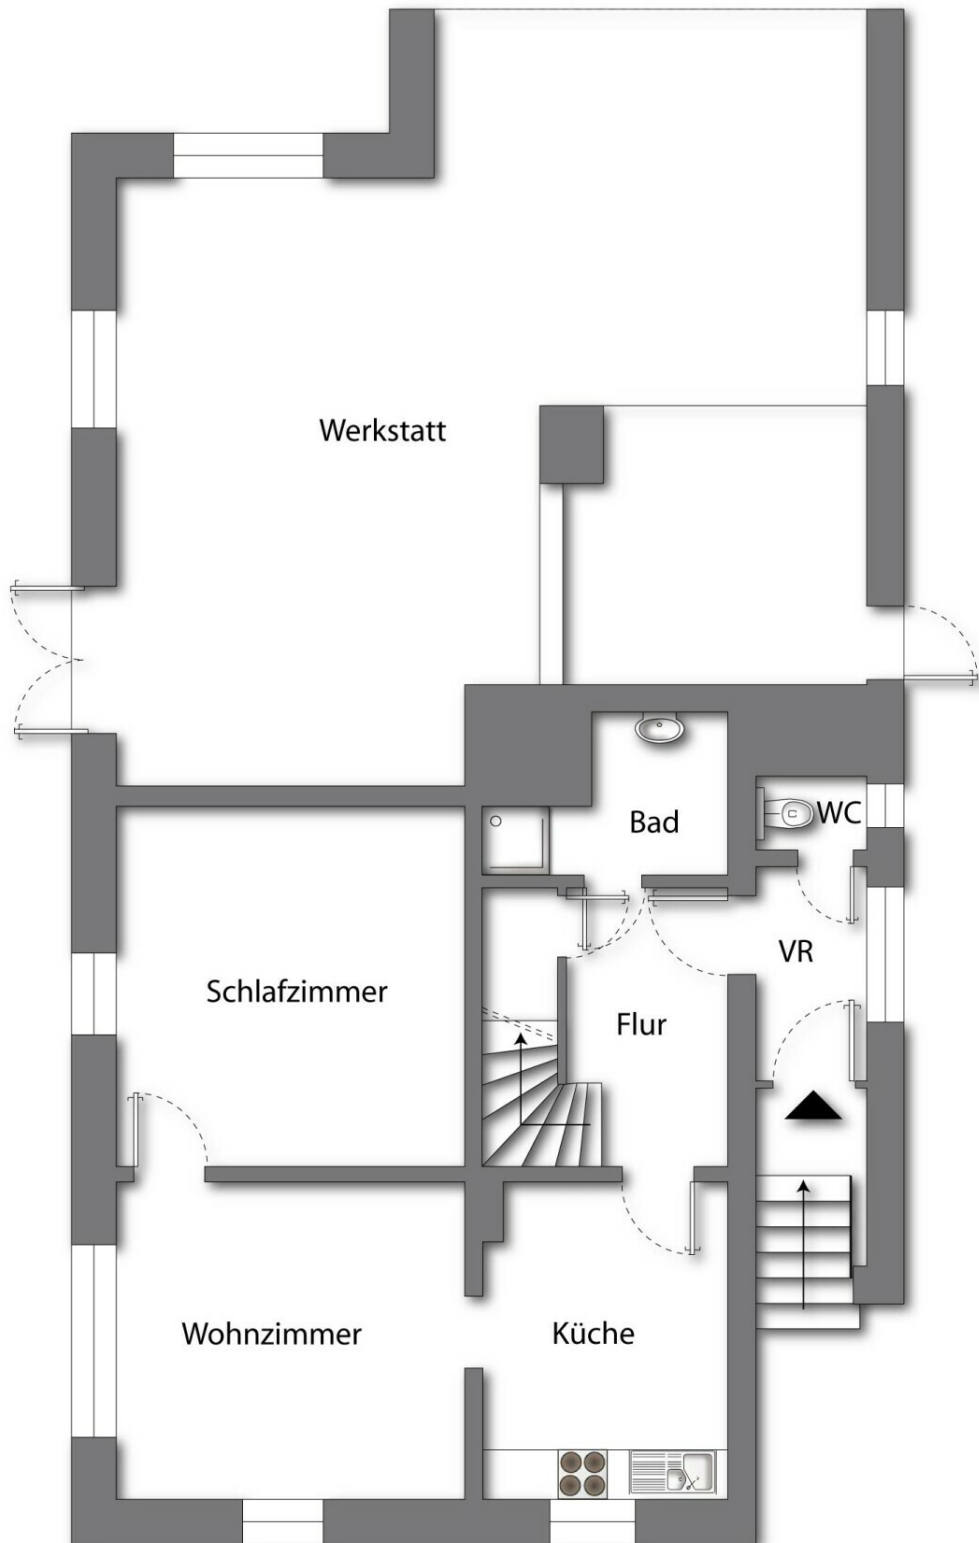 Werkstatt
Bad
WC
VR
Schlafzimmer
Flur
Wohnzimmer
Küche